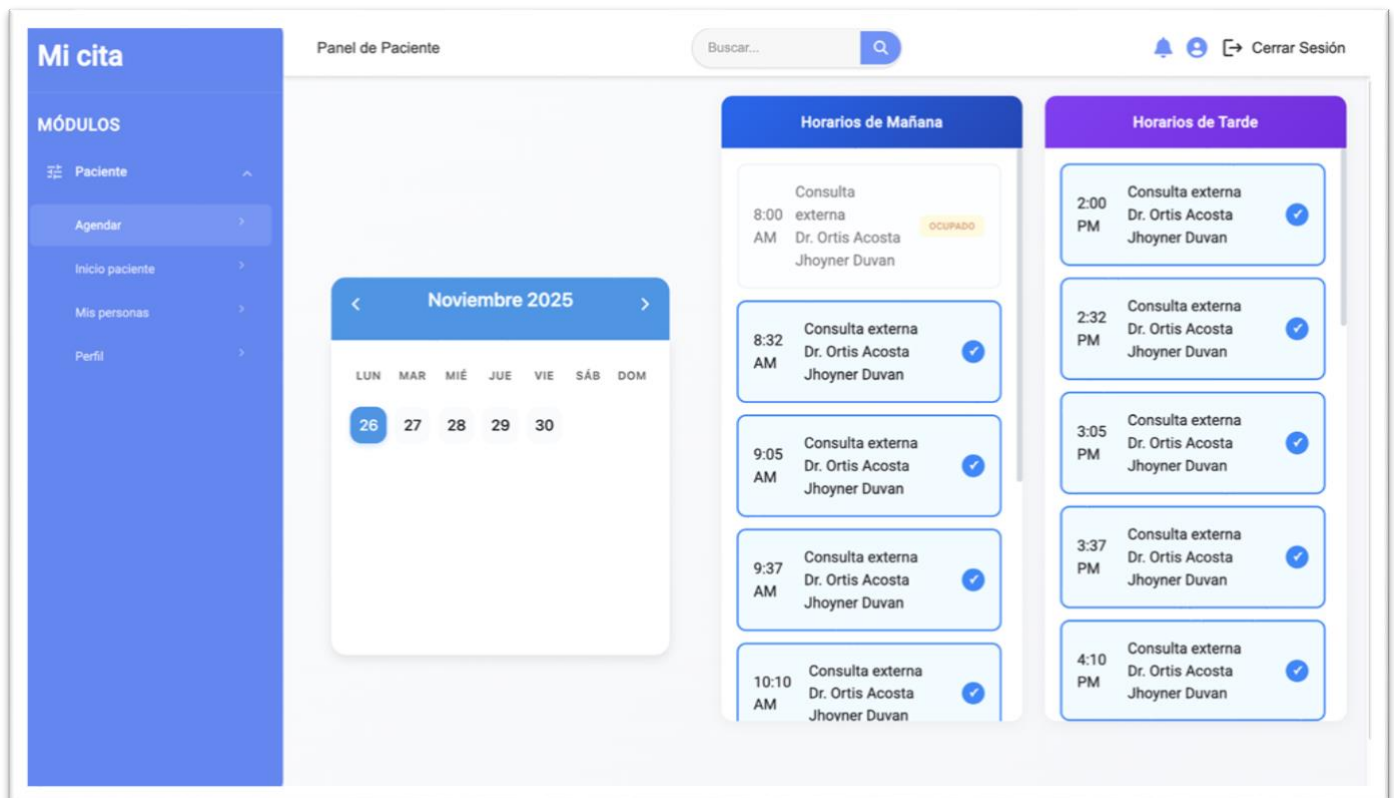 Mi cita
MÓDULOS
Paciente
Agendar
Inicio paciente
Mis personas
Perfil
Panel de Paciente
Buscar...
Cerrar Sesión
Noviembre 2025
LUN MAR MIÉ JUE VIE SÁB DOM
26 27 28 29 30
Horarios de Mañana
8:00 AM
Consulta
externa
Dr. Ortis Acosta
Jhoyner Duvan
OCUPADO
8:32 AM
Consulta externa
Dr. Ortis Acosta
Jhoyner Duvan
9:05 AM
Consulta externa
Dr. Ortis Acosta
Jhoyner Duvan
9:37 AM
Consulta externa
Dr. Ortis Acosta
Jhoyner Duvan
10:10 AM
Consulta externa
Dr. Ortis Acosta
Jhoyner Duvan
Horarios de Tarde
2:00 PM
Consulta externa
Dr. Ortis Acosta
Jhoyner Duvan
2:32 PM
Consulta externa
Dr. Ortis Acosta
Jhoyner Duvan
3:05 PM
Consulta externa
Dr. Ortis Acosta
Jhoyner Duvan
3:37 PM
Consulta externa
Dr. Ortis Acosta
Jhoyner Duvan
4:10 PM
Consulta externa
Dr. Ortis Acosta
Jhoyner Duvan